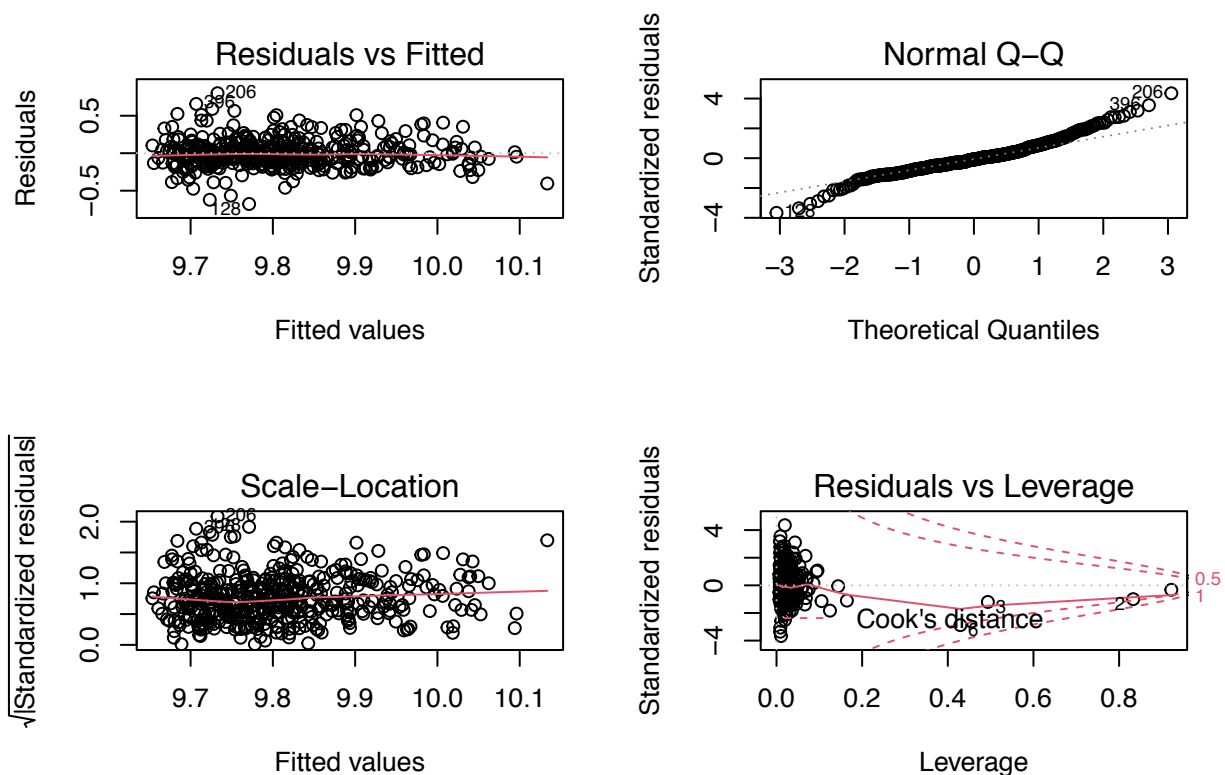 Residuals vs Fitted
Residuals
0.5
−0.5
206
396
128
9.7 9.8 9.9 10.0 10.1
Fitted values
Normal Q−Q
Standardized residuals
4
0
−4
206
396
128
−3 −2 −1 0 1 2 3
Theoretical Quantiles
Scale−Location
√|Standardized residuals|
2.0
1.0
0.0
206
9.7 9.8 9.9 10.0 10.1
Fitted values
Residuals vs Leverage
Standardized residuals
4
0
−4
Cook's distance
3
2
6
0.5
1
0.0 0.2 0.4 0.6 0.8
Leverage